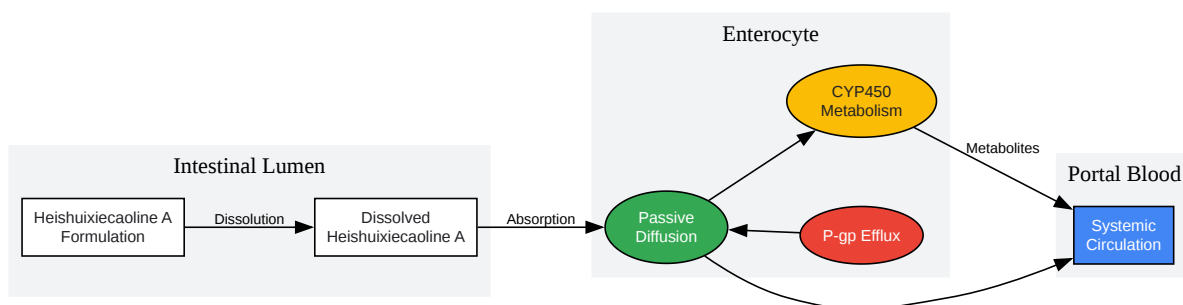 Enterocyte
CYP450
Metabolism
Metabolites
Intestinal Lumen
Portal Blood
Heishuixiecaoline A
Formulation
Dissolution
Dissolved
Heishuixiecaoline A
Absorption
Passive
Diffusion
P-gp Efflux
Systemic
Circulation